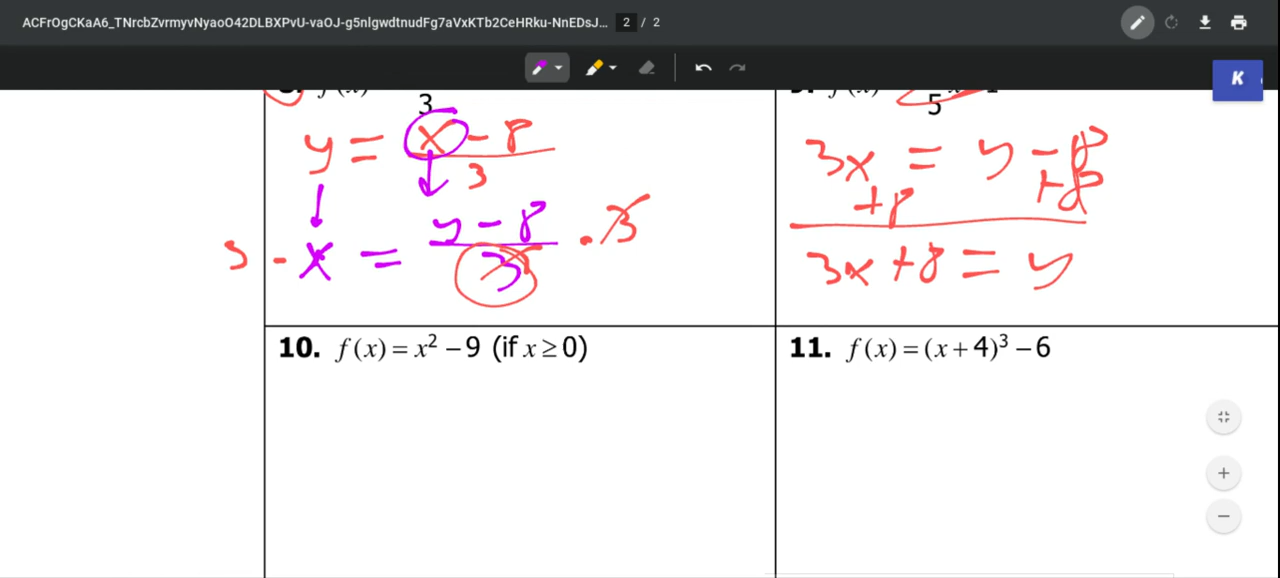 ACFrOgCKaA6_TNrcbZvrmyvNyaoO42DLBXPvU-vaOJ-g5nlgwdtnudFg7aVxKTb2CeHRku-NnEDsJ... 2 / 2
K
3
y = x - 8
3
x = y - 8 . 3
3
5
3x = y - 8
+8 +8
3x + 8 = y
10. f(x) = x² – 9 (if x ≥ 0)
11. f(x) = (x + 4)³ – 6